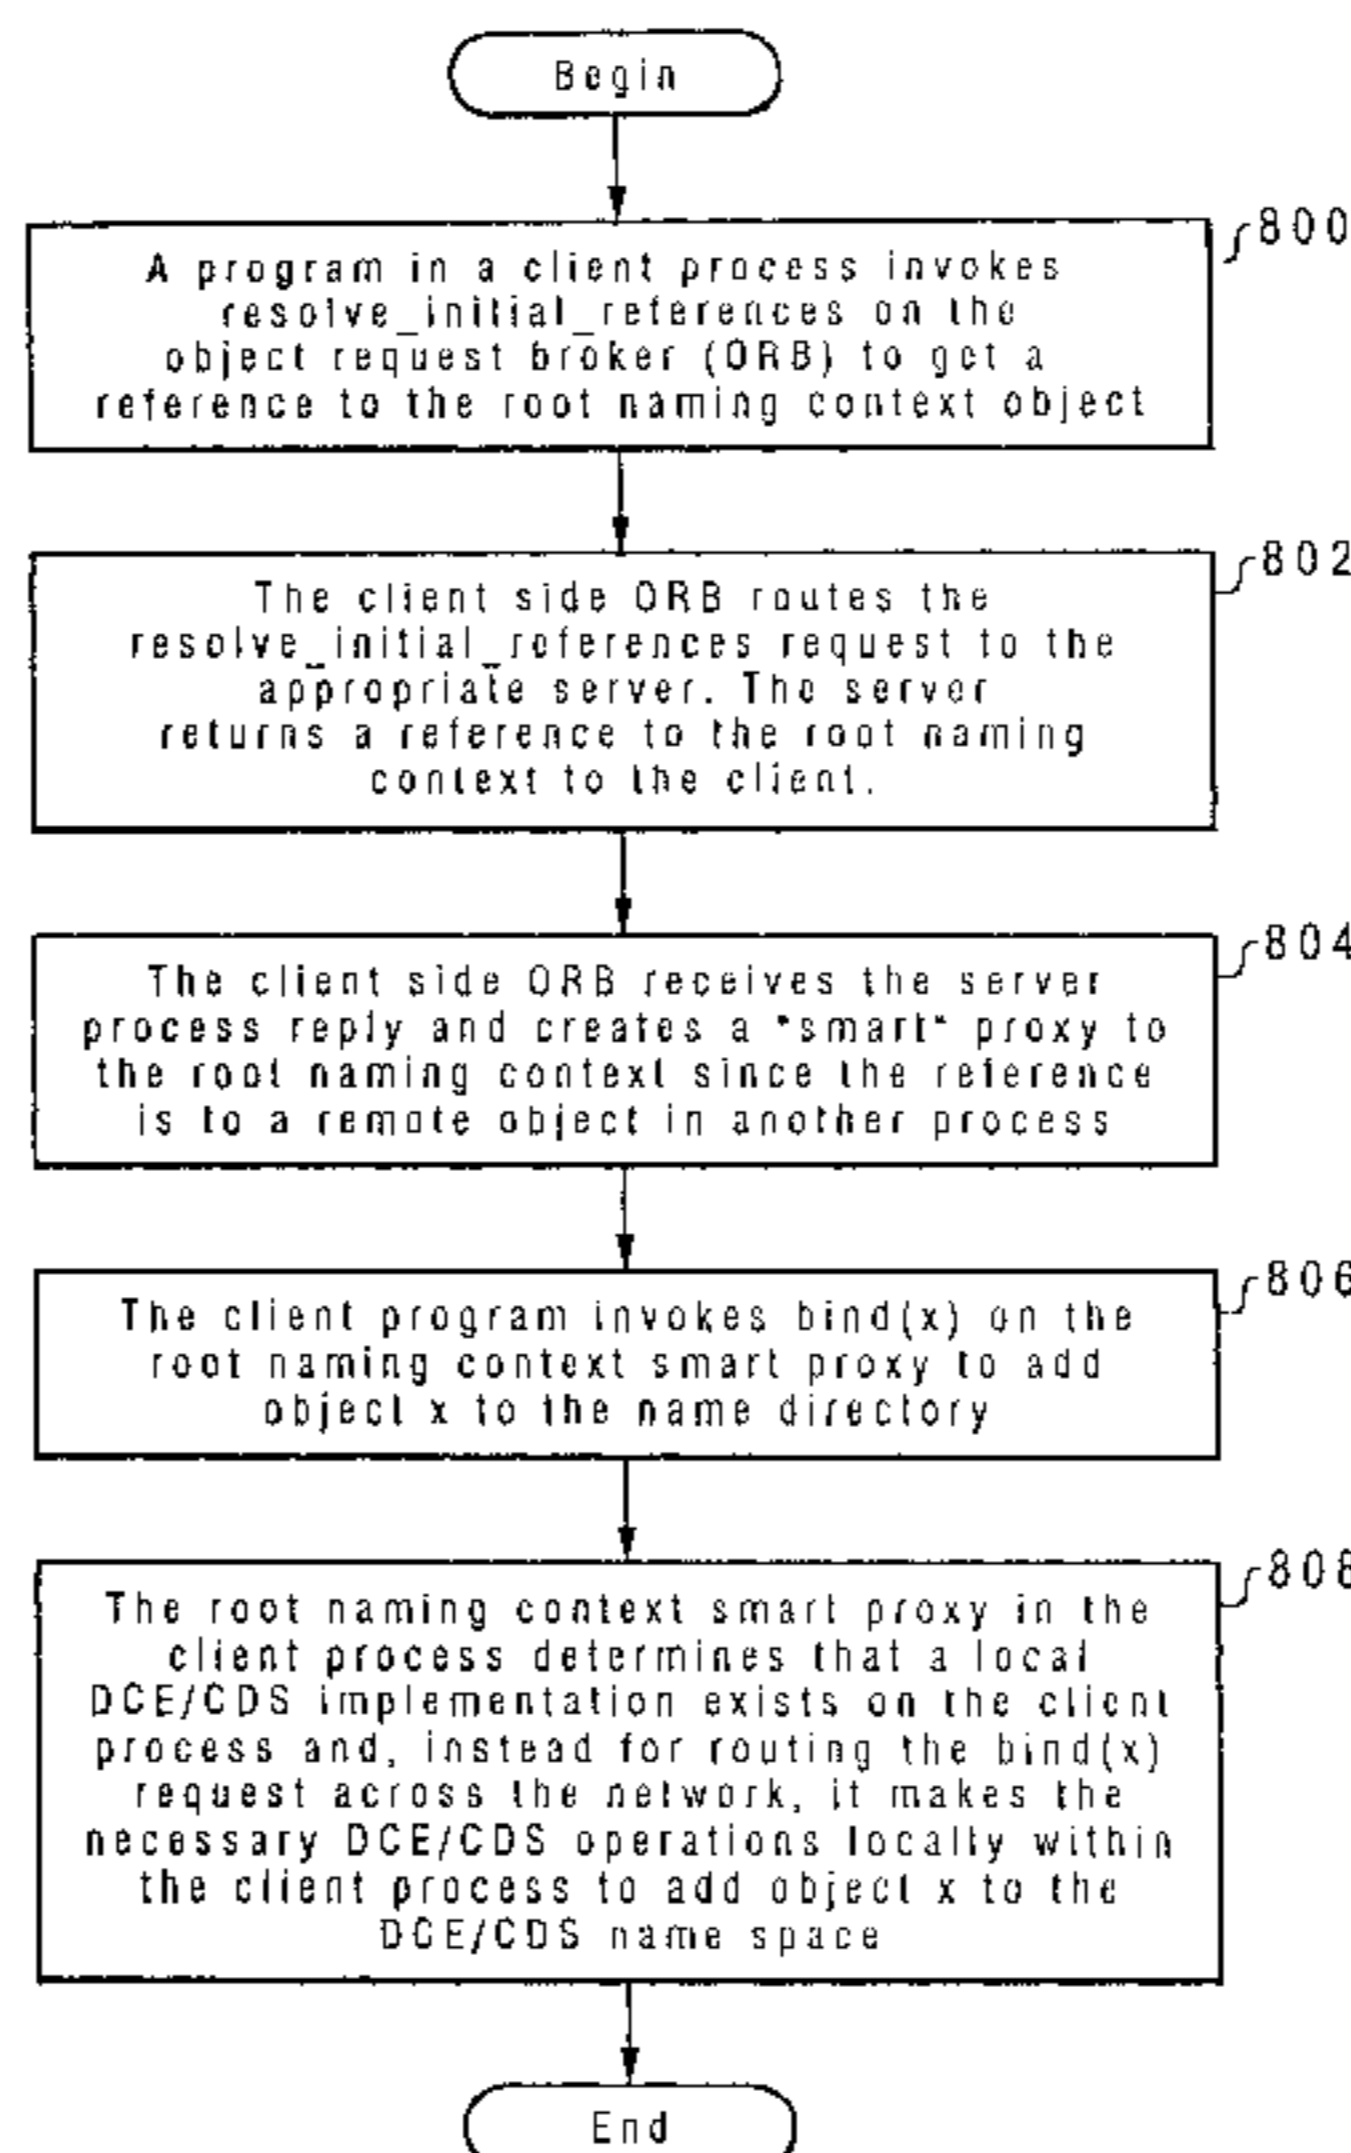 Begin
800
A program in a client process invokes
resolve_initial_references on the
object request broker (ORB) to get a
reference to the root naming context object
802
The client side ORB routes the
resolve_initial_references request to the
appropriate server. The server
returns a reference to the root naming
context to the client.
804
The client side ORB receives the server
process reply and creates a "smart" proxy to
the root naming context since the reference
is to a remote object in another process
806
The client program invokes bind(x) on the
root naming context smart proxy to add
object x to the name directory
808
The root naming context smart proxy in the
client process determines that a local
DCE/CDS implementation exists on the client
process and, instead for routing the bind(x)
request across the network, it makes the
necessary DCE/CDS operations locally within
the client process to add object x to the
DCE/CDS name space
End